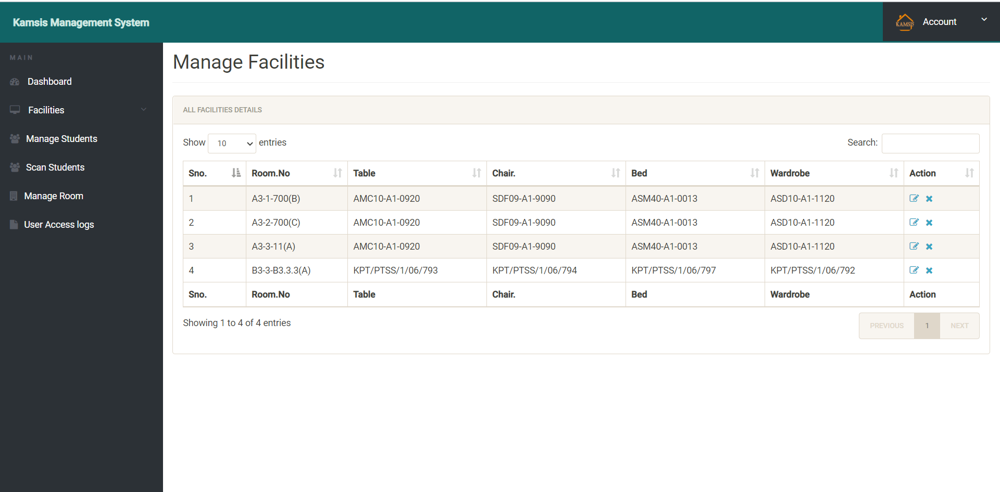 Kamsis Management System
KAMSIS
Account
MAIN
Dashboard
Facilities
Manage Students
Scan Students
Manage Room
User Access logs
Manage Facilities
ALL FACILITIES DETAILS
Show 10 entries
Search:
Sno. Room.No Table Chair. Bed Wardrobe Action
1 A3-1-700(B) AMC10-A1-0920 SDF09-A1-9090 ASM40-A1-0013 ASD10-A1-1120
2 A3-2-700(C) AMC10-A1-0920 SDF09-A1-9090 ASM40-A1-0013 ASD10-A1-1120
3 A3-3-11(A) AMC10-A1-0920 SDF09-A1-9090 ASM40-A1-0013 ASD10-A1-1120
4 B3-3-B3.3.3(A) KPT/PTSS/1/06/793 KPT/PTSS/1/06/794 KPT/PTSS/1/06/797 KPT/PTSS/1/06/792
Sno. Room.No Table Chair. Bed Wardrobe Action
Showing 1 to 4 of 4 entries
PREVIOUS 1 NEXT